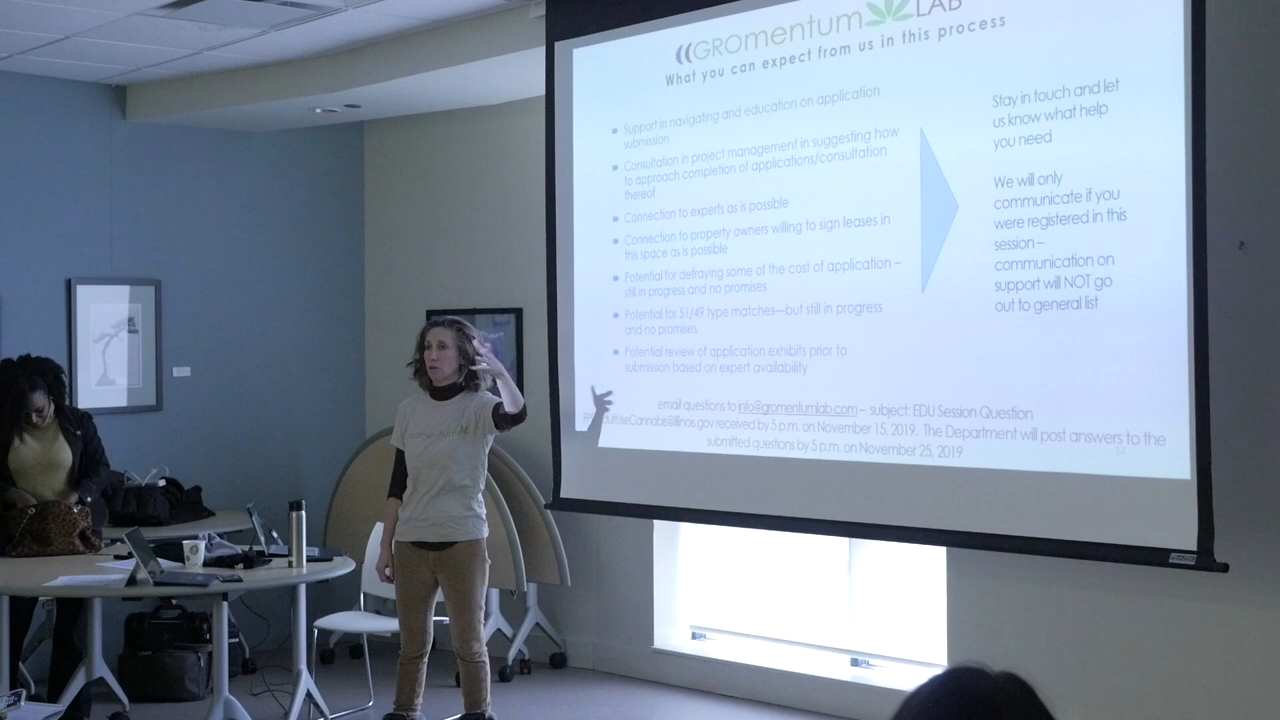 GROmentum LAB
What you can expect from us in this process
Support in navigating and education on application
submission
Consultation in project management in suggesting how
to approach completion of applications/consultation
thereof
Connection to experts as is possible
Connection to property owners willing to sign leases in
this space as is possible
Potential for defraying some of the cost of application –
still in progress and no promises
Potential for 51/49 type matches—but still in progress
and no promises
Potential review of application exhibits prior to
submission based on expert availability
Stay in touch and let
us know what help
you need
We will only
communicate if you
were registered in this
session –
communication on
support will NOT go
out to general list
email questions to info@gromentumlab.com – subject: EDU Session Question
received by 5 p.m. on November 15, 2019. The Department will post answers to the
submitted questions by 5 p.m. on November 25, 2019
GROmentum